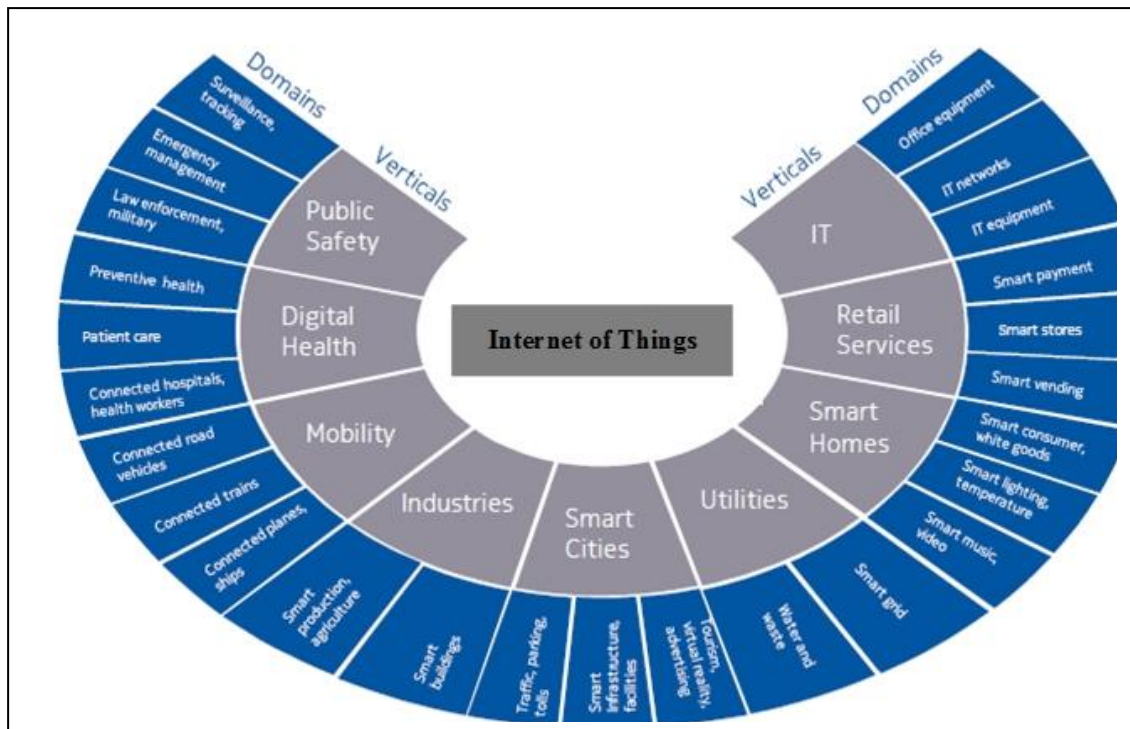 Domains
Verticals
Surveillance,
tracking
Emergency
management
Law enforcement,
military
Public
Safety
Preventive health
Patient care
Connected hospitals,
health workers
Digital
Health
Connected road
vehicles
Connected trains
Connected planes,
ships
Mobility
Smart
production,
agriculture
Smart
buildings
Industries
Traffic, parking,
tolls
Smart
Infrastructure,
facilities
Tourism,
virtual reality,
advertising
Smart
Cities
Water and
waste
Smart grid
Utilities
Smart music,
video
Smart lighting,
temperature
Smart consumer,
white goods
Smart
Homes
Smart vending
Smart stores
Smart payment
Retail
Services
IT equipment
IT networks
Office equipment
IT
Verticals
Domains
Internet of Things